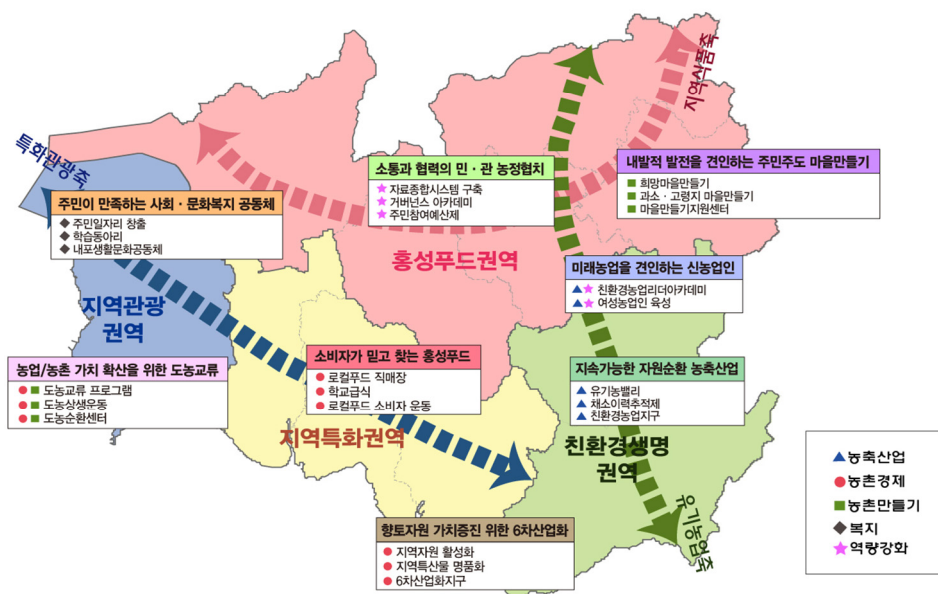 지역식품축
특화관광축
소통과 협력의 민·관 농정협치
자료종합시스템 구축
거버넌스 아카데미
주민참여예산제
내발적 발전을 견인하는 주민주도 마을만들기
희망마을만들기
과소·고령지 마을만들기
마을만들기지원센터
주민이 만족하는 사회·문화복지 공동체
주민일자리 창출
학습동아리
내포생활문화공동체
홍성푸드권역
미래농업을 견인하는 신농업인
친환경농업리더아카데미
여성농업인 육성
지역관광
권역
농업/농촌 가치 확산을 위한 도농교류
도농교류 프로그램
도농상생운동
도농순환센터
소비자가 믿고 찾는 홍성푸드
로컬푸드 직매장
학교급식
로컬푸드 소비자 운동
지속가능한 자원순환 농축산업
유기농밸리
채소이력추적제
친환경농업지구
지역특화권역
친환경생명
권역
유기농업축
향토자원 가치증진 위한 6차산업화
지역자원 활성화
지역특산물 명품화
6차산업화지구
농축산업
농촌경제
농촌만들기
복지
역량강화